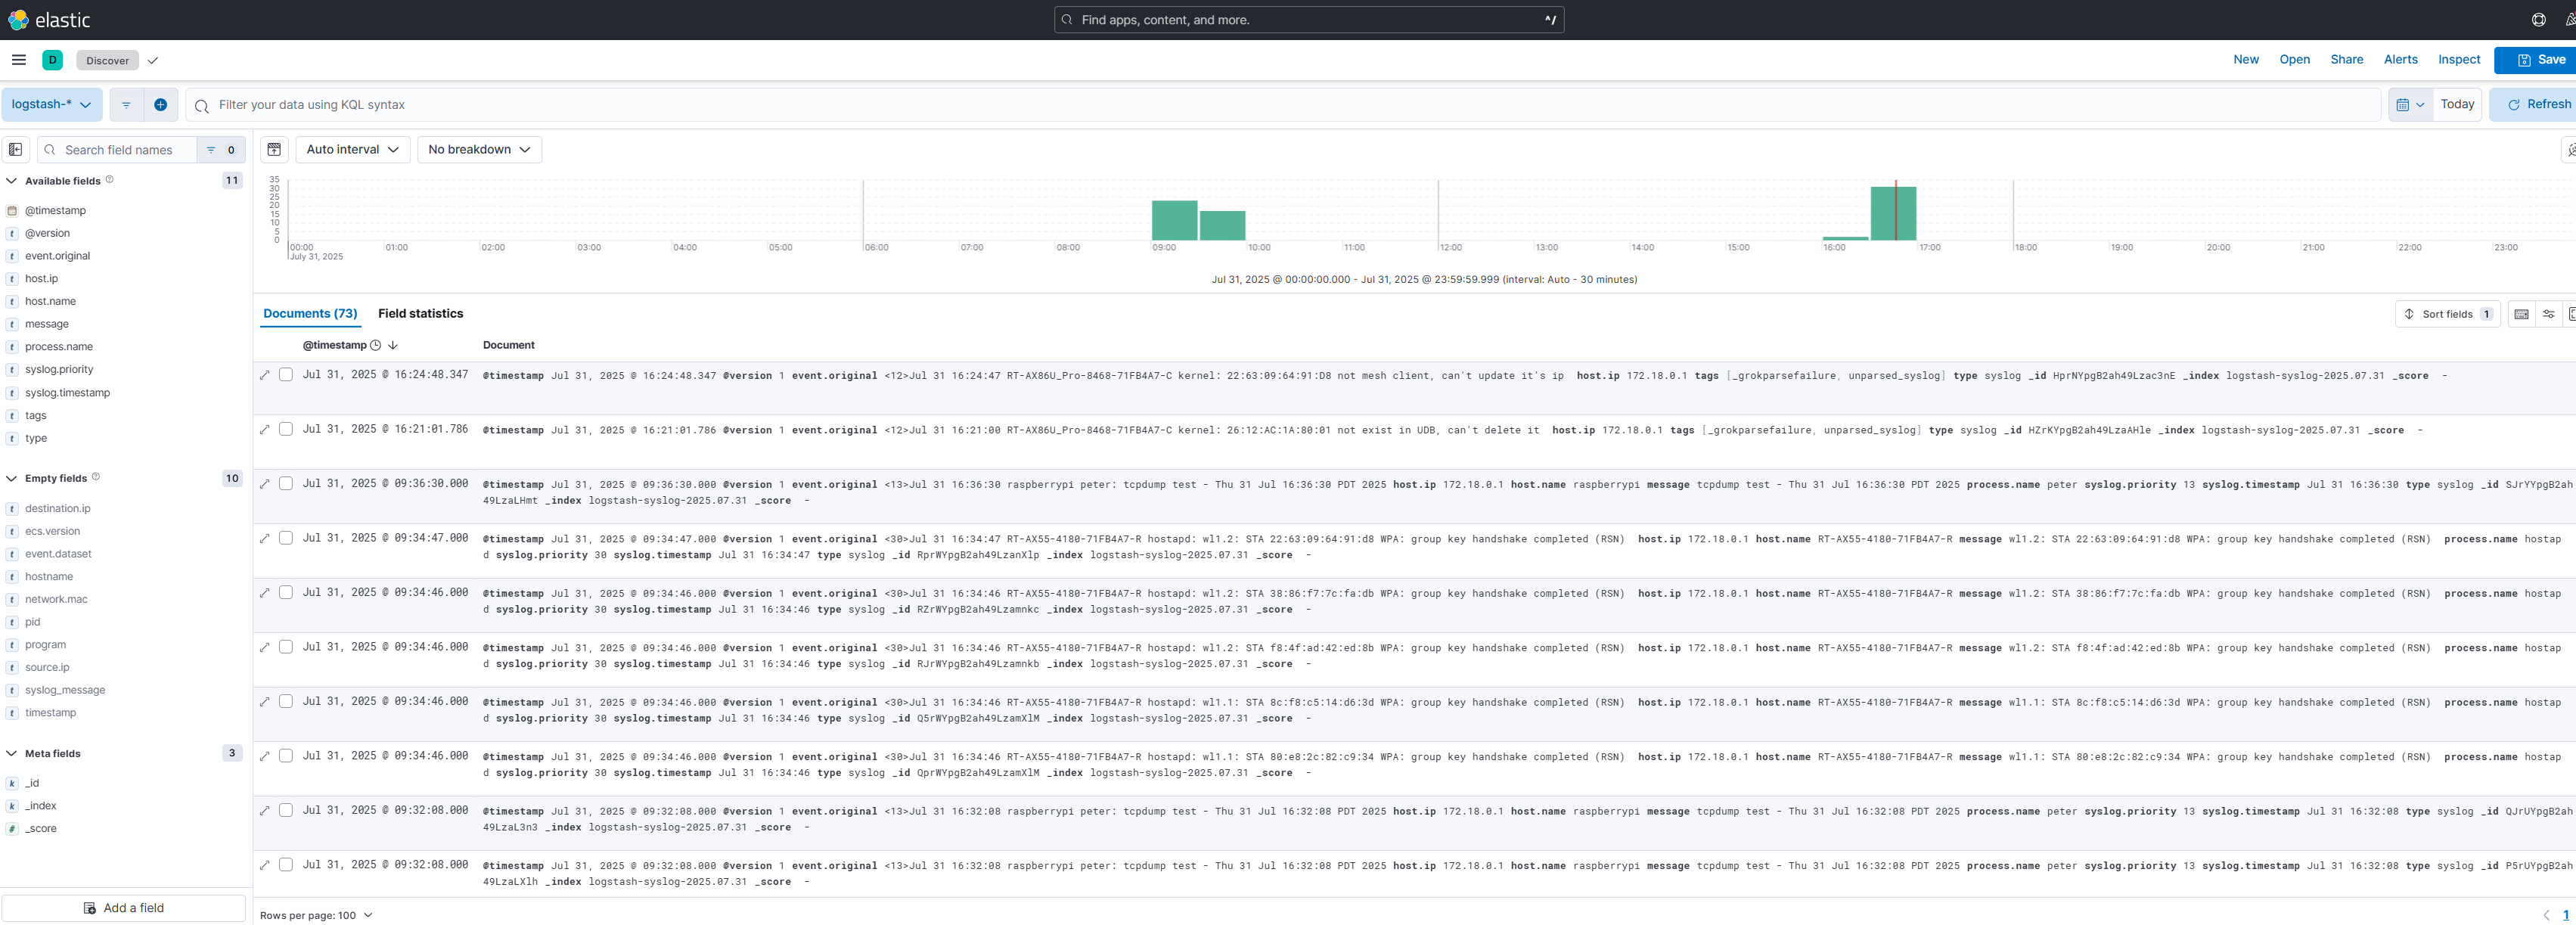 elastic
Find apps, content, and more.
^/
D
Discover
New
Open
Share
Alerts
Inspect
Save
logstash-*
Filter your data using KQL syntax
Today
Refresh
Search field names
0
Auto interval
No breakdown
Available fields
11
@timestamp
@version
event.original
host.ip
host.name
message
process.name
syslog.priority
syslog.timestamp
tags
type
Empty fields
10
destination.ip
ecs.version
event.dataset
hostname
network.mac
pid
program
source.ip
syslog_message
timestamp
Meta fields
3
_id
_index
_score
Add a field
35
30
25
20
15
10
5
0
00:00 01:00 02:00 03:00 04:00 05:00 06:00 07:00 08:00 09:00 10:00 11:00 12:00 13:00 14:00 15:00 16:00 17:00 18:00 19:00 20:00 21:00 22:00 23:00
July 31, 2025
Jul 31, 2025 @ 00:00:00.000 - Jul 31, 2025 @ 23:59:59.999 (interval: Auto - 30 minutes)
Documents (73)
Field statistics
Sort fields 1
@timestamp
Document
Jul 31, 2025 @ 16:24:48.347 @timestamp Jul 31, 2025 @ 16:24:48.347 @version 1 event.original <12>Jul 31 16:24:47 RT-AX86U_Pro-8468-71FB4A7-C kernel: 22:63:09:64:91:D8 not mesh client, can't update it's ip host.ip 172.18.0.1 tags [_grokparsefailure, unparsed_syslog] type syslog _id HprNYpgB2ah49Lzac3nE _index logstash-syslog-2025.07.31 _score -
Jul 31, 2025 @ 16:21:01.786 @timestamp Jul 31, 2025 @ 16:21:01.786 @version 1 event.original <12>Jul 31 16:21:00 RT-AX86U_Pro-8468-71FB4A7-C kernel: 26:12:AC:1A:80:01 not exist in UDB, can't delete it host.ip 172.18.0.1 tags [_grokparsefailure, unparsed_syslog] type syslog _id HZrKYpgB2ah49LzaAHle _index logstash-syslog-2025.07.31 _score -
Jul 31, 2025 @ 09:36:30.000 @timestamp Jul 31, 2025 @ 09:36:30.000 @version 1 event.original <13>Jul 31 16:36:30 raspberrypi peter: tcpdump test - Thu 31 Jul 16:36:30 PDT 2025 host.ip 172.18.0.1 host.name raspberrypi message tcpdump test - Thu 31 Jul 16:36:30 PDT 2025 process.name peter syslog.priority 13 syslog.timestamp Jul 31 16:36:30 type syslog _id SJrYYpgB2ah
49LzaLHmt _index logstash-syslog-2025.07.31 _score -
Jul 31, 2025 @ 09:34:47.000 @timestamp Jul 31, 2025 @ 09:34:47.000 @version 1 event.original <30>Jul 31 16:34:47 RT-AX55-4180-71FB4A7-R hostapd: wl1.2: STA 22:63:09:64:91:d8 WPA: group key handshake completed (RSN) host.ip 172.18.0.1 host.name RT-AX55-4180-71FB4A7-R message wl1.2: STA 22:63:09:64:91:d8 WPA: group key handshake completed (RSN) process.name hostap
d syslog.priority 30 syslog.timestamp Jul 31 16:34:47 type syslog _id RprWYpgB2ah49LzanXlp _index logstash-syslog-2025.07.31 _score -
Jul 31, 2025 @ 09:34:46.000 @timestamp Jul 31, 2025 @ 09:34:46.000 @version 1 event.original <30>Jul 31 16:34:46 RT-AX55-4180-71FB4A7-R hostapd: wl1.2: STA 38:86:f7:7c:fa:db WPA: group key handshake completed (RSN) host.ip 172.18.0.1 host.name RT-AX55-4180-71FB4A7-R message wl1.2: STA 38:86:f7:7c:fa:db WPA: group key handshake completed (RSN) process.name hostap
d syslog.priority 30 syslog.timestamp Jul 31 16:34:46 type syslog _id RZrWYpgB2ah49Lzamnkc _index logstash-syslog-2025.07.31 _score -
Jul 31, 2025 @ 09:34:46.000 @timestamp Jul 31, 2025 @ 09:34:46.000 @version 1 event.original <30>Jul 31 16:34:46 RT-AX55-4180-71FB4A7-R hostapd: wl1.2: STA f8:4f:ad:42:ed:8b WPA: group key handshake completed (RSN) host.ip 172.18.0.1 host.name RT-AX55-4180-71FB4A7-R message wl1.2: STA f8:4f:ad:42:ed:8b WPA: group key handshake completed (RSN) process.name hostap
d syslog.priority 30 syslog.timestamp Jul 31 16:34:46 type syslog _id RJrWYpgB2ah49Lzamnkb _index logstash-syslog-2025.07.31 _score -
Jul 31, 2025 @ 09:34:46.000 @timestamp Jul 31, 2025 @ 09:34:46.000 @version 1 event.original <30>Jul 31 16:34:46 RT-AX55-4180-71FB4A7-R hostapd: wl1.1: STA 8c:f8:c5:14:d6:3d WPA: group key handshake completed (RSN) host.ip 172.18.0.1 host.name RT-AX55-4180-71FB4A7-R message wl1.1: STA 8c:f8:c5:14:d6:3d WPA: group key handshake completed (RSN) process.name hostap
d syslog.priority 30 syslog.timestamp Jul 31 16:34:46 type syslog _id Q5rWYpgB2ah49LzamXlM _index logstash-syslog-2025.07.31 _score -
Jul 31, 2025 @ 09:34:46.000 @timestamp Jul 31, 2025 @ 09:34:46.000 @version 1 event.original <30>Jul 31 16:34:46 RT-AX55-4180-71FB4A7-R hostapd: wl1.1: STA 80:e8:2c:82:c9:34 WPA: group key handshake completed (RSN) host.ip 172.18.0.1 host.name RT-AX55-4180-71FB4A7-R message wl1.1: STA 80:e8:2c:82:c9:34 WPA: group key handshake completed (RSN) process.name hostap
d syslog.priority 30 syslog.timestamp Jul 31 16:34:46 type syslog _id QprWYpgB2ah49LzamXlM _index logstash-syslog-2025.07.31 _score -
Jul 31, 2025 @ 09:32:08.000 @timestamp Jul 31, 2025 @ 09:32:08.000 @version 1 event.original <13>Jul 31 16:32:08 raspberrypi peter: tcpdump test - Thu 31 Jul 16:32:08 PDT 2025 host.ip 172.18.0.1 host.name raspberrypi message tcpdump test - Thu 31 Jul 16:32:08 PDT 2025 process.name peter syslog.priority 13 syslog.timestamp Jul 31 16:32:08 type syslog _id QJrUYpgB2ah
49LzaL3n3 _index logstash-syslog-2025.07.31 _score -
Jul 31, 2025 @ 09:32:08.000 @timestamp Jul 31, 2025 @ 09:32:08.000 @version 1 event.original <13>Jul 31 16:32:08 raspberrypi peter: tcpdump test - Thu 31 Jul 16:32:08 PDT 2025 host.ip 172.18.0.1 host.name raspberrypi message tcpdump test - Thu 31 Jul 16:32:08 PDT 2025 process.name peter syslog.priority 13 syslog.timestamp Jul 31 16:32:08 type syslog _id P5rUYpgB2ah
49LzaLXlh _index logstash-syslog-2025.07.31 _score -
Rows per page: 100
1